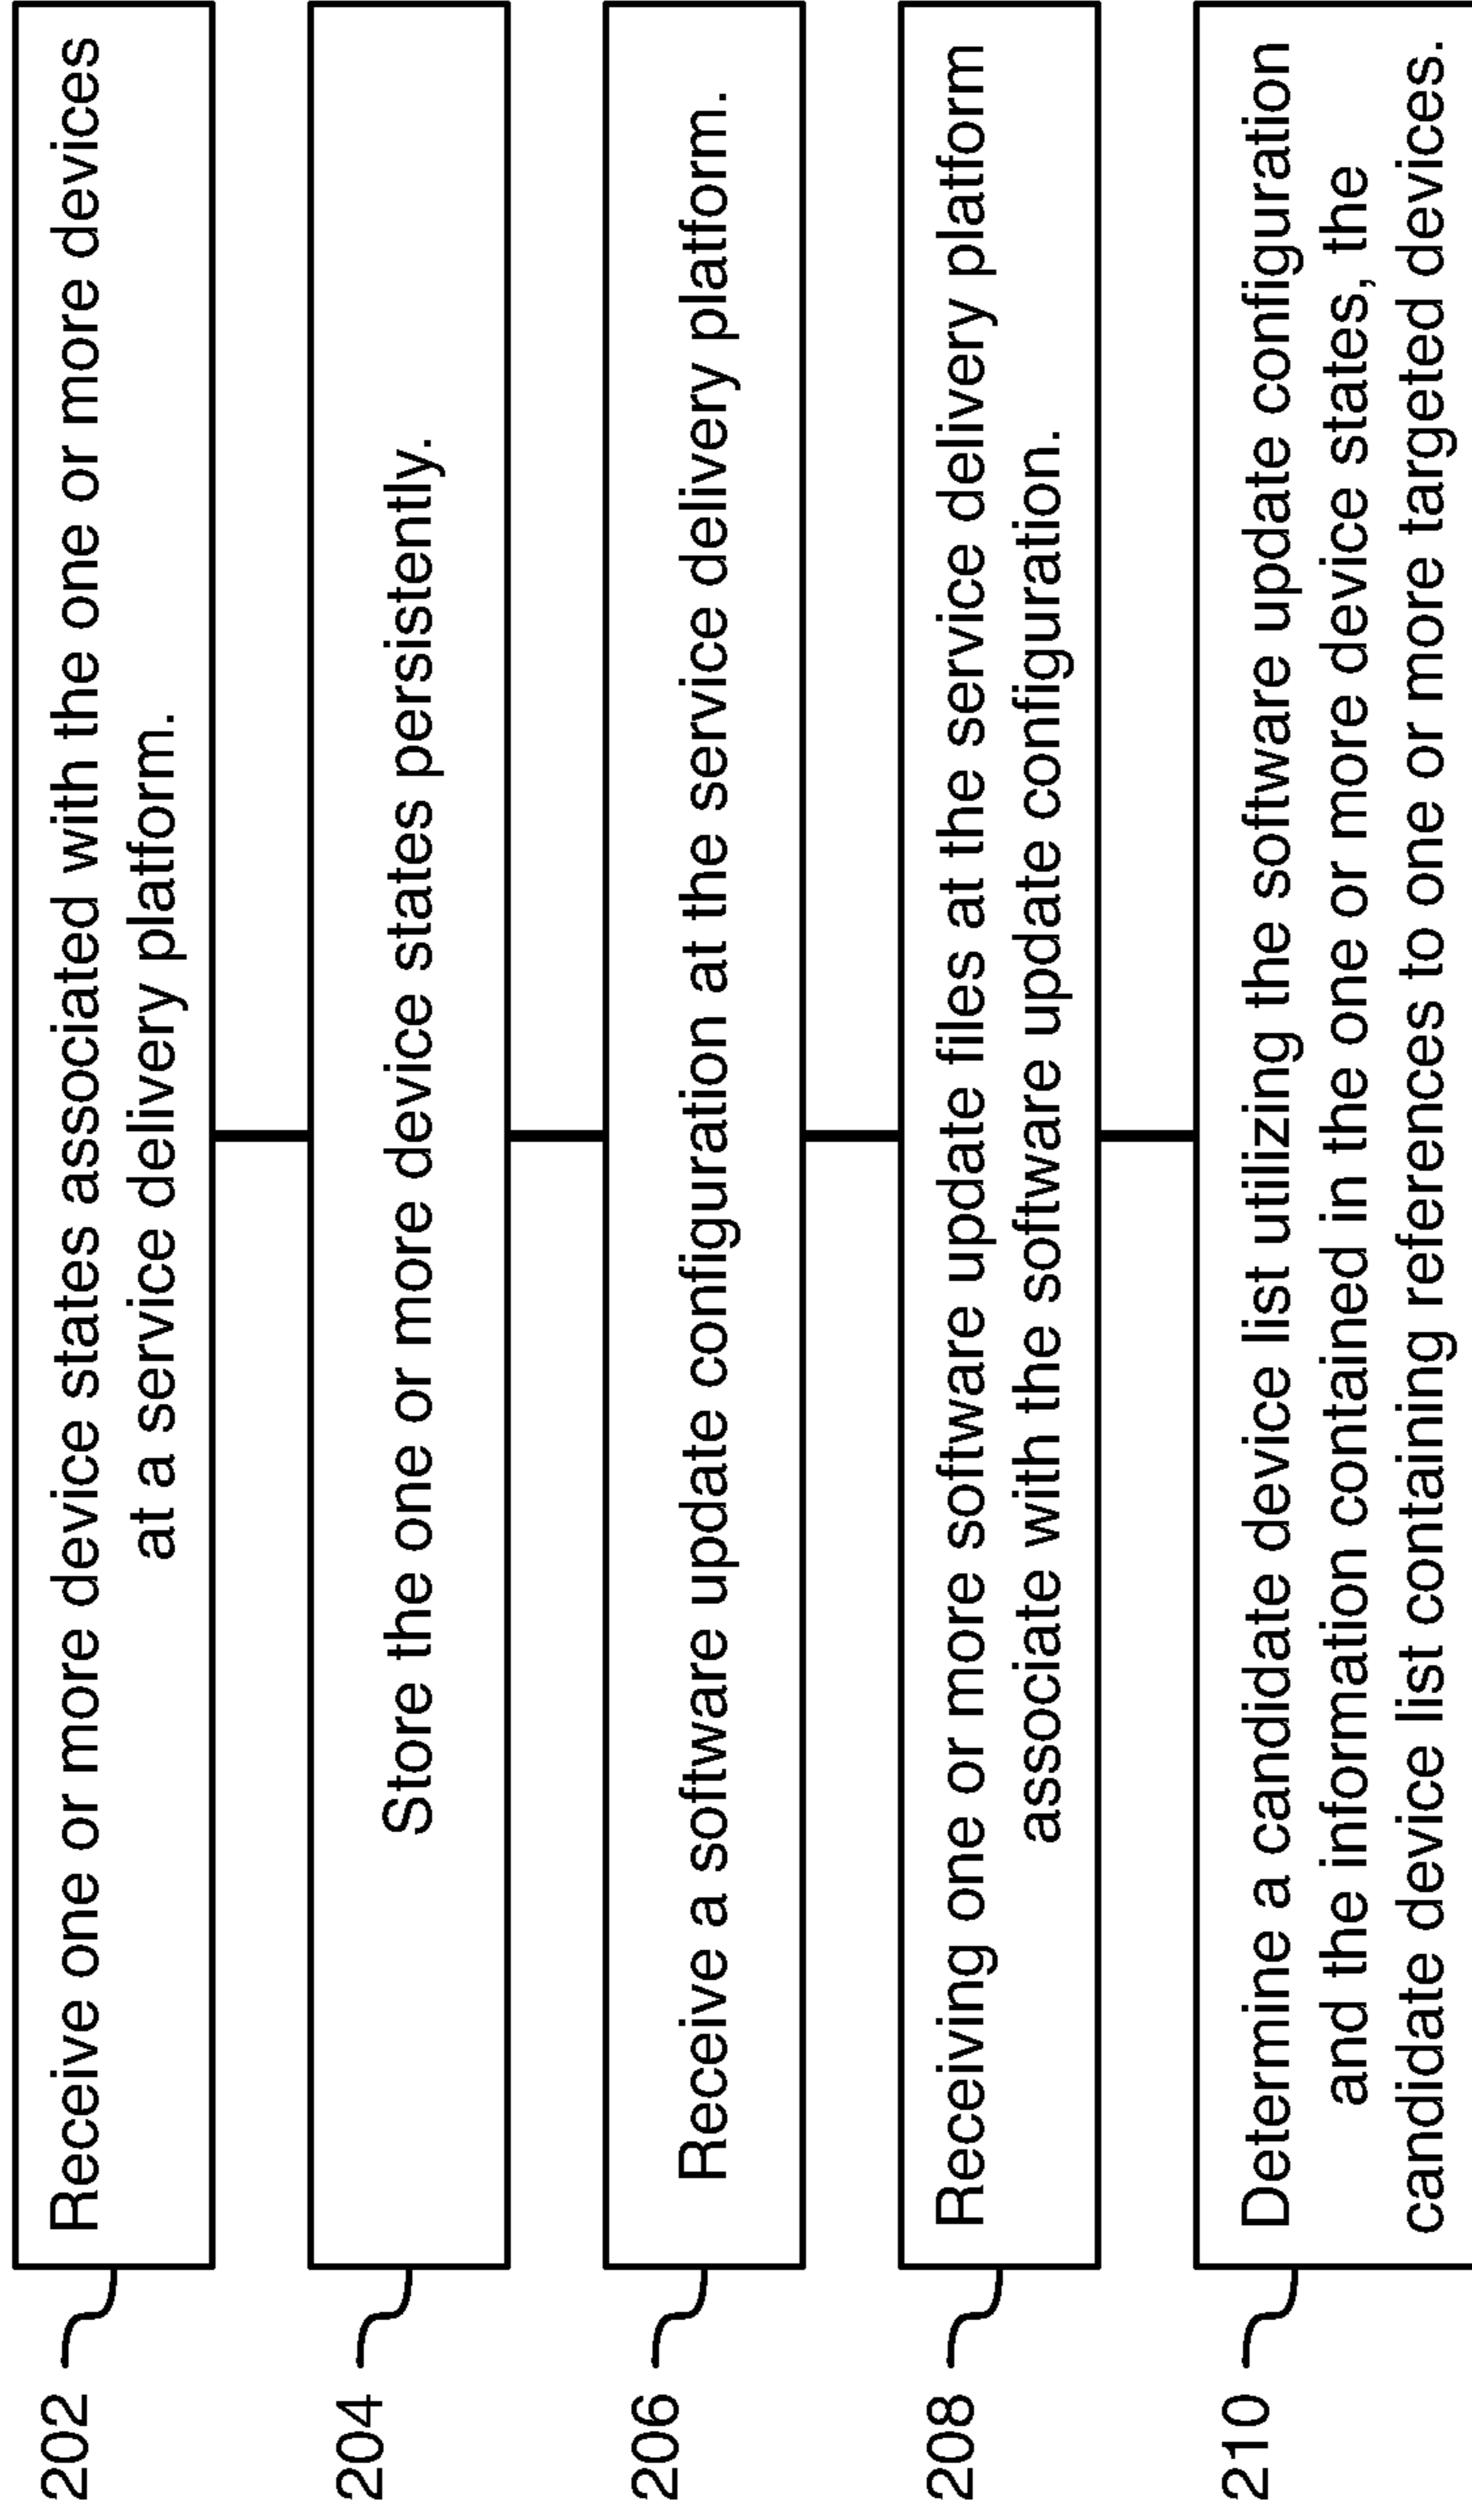 202
Receive one or more device states associated with the one or more devices
at a service delivery platform.
204
Store the one or more device states persistently.
206
Receive a software update configuration at the service delivery platform.
208
Receiving one or more software update files at the service delivery platform
associate with the software update configuration.
210
Determine a candidate device list utilizing the software update configuration
and the information contained in the one or more device states, the
candidate device list containing references to one or more targeted devices.